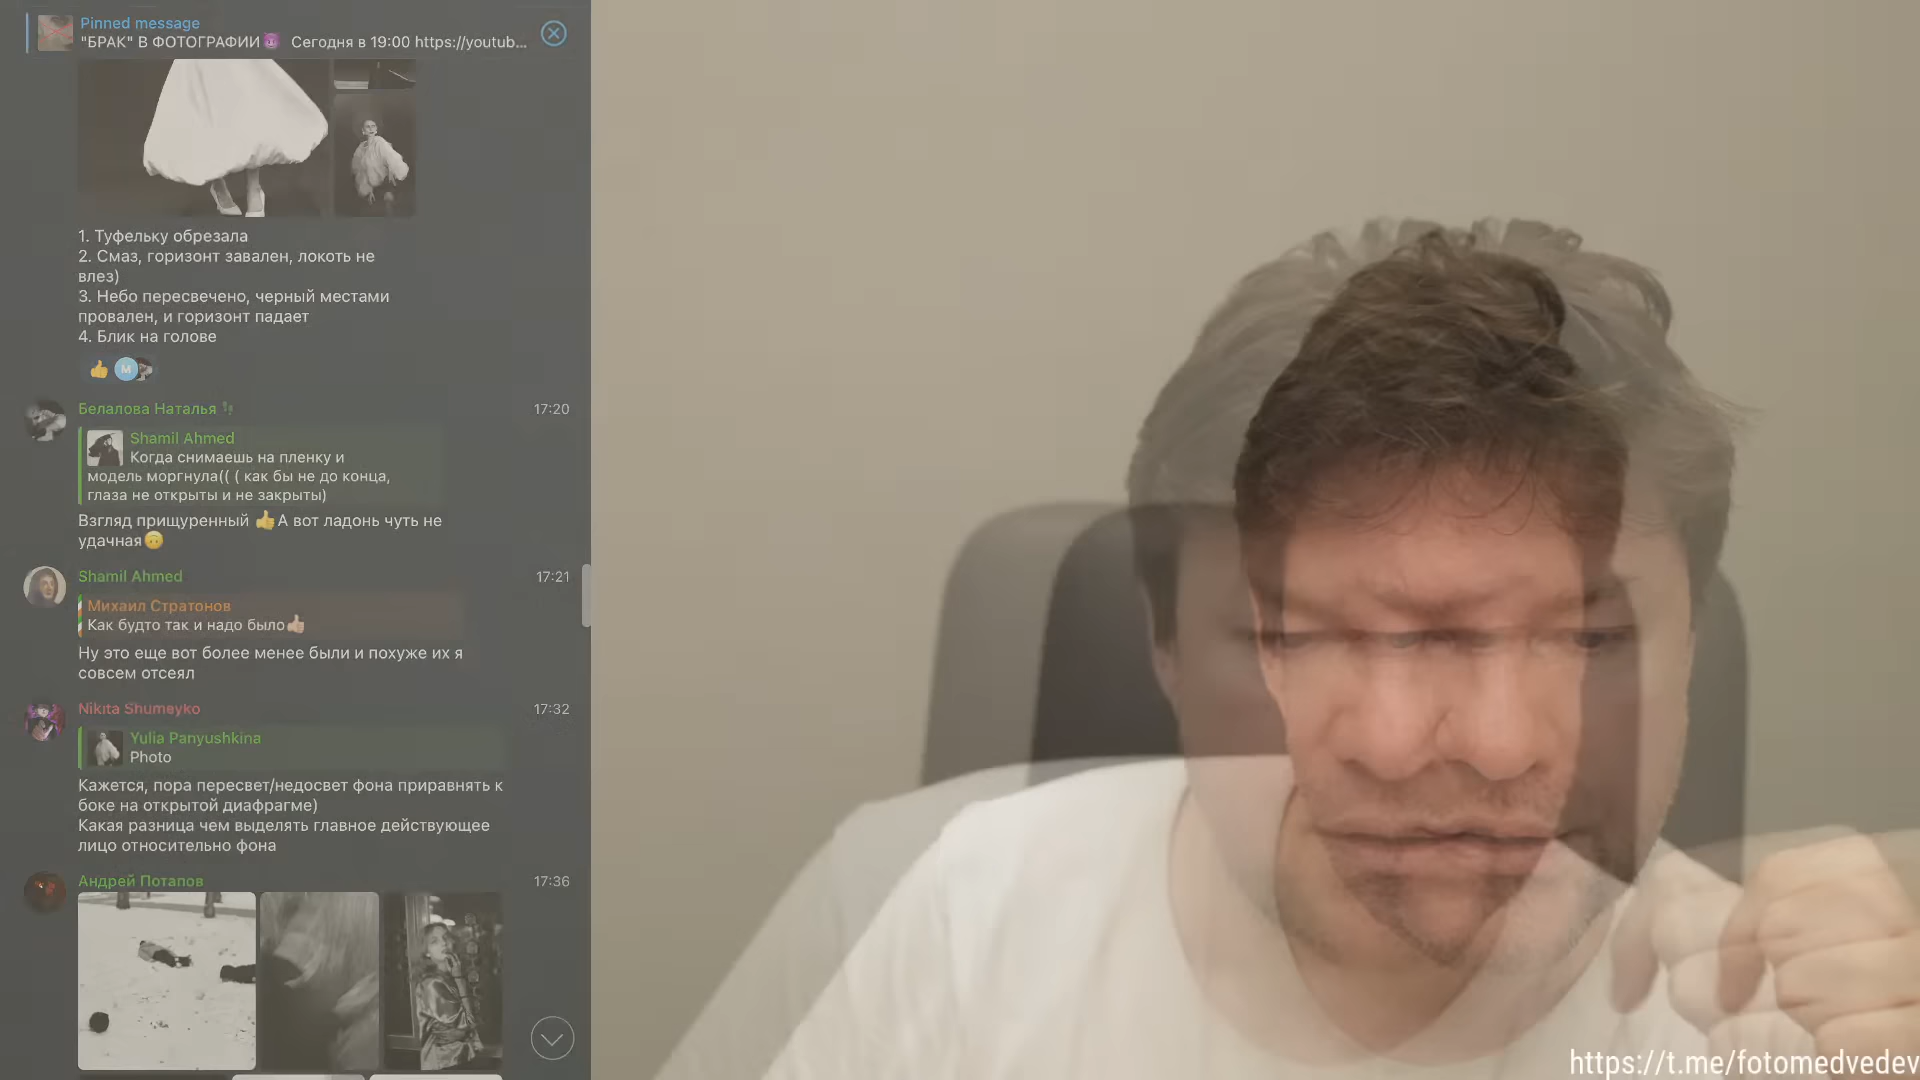 Pinned message
"БРАК" В ФОТОГРАФИИ😈 Сегодня в 19:00 https://youtub...
1. Туфельку обрезала
2. Смаз, горизонт завален, локоть не
влез)
3. Небо пересвечено, черный местами
провален, и горизонт падает
4. Блик на голове
👍 M
Белалова Наталья 17:20
Shamil Ahmed
Когда снимаешь на пленку и
модель моргнула(( ( как бы не до конца,
глаза не открыты и не закрыты)
Взгляд прищуренный 👍А вот ладонь чуть не
удачная🙃
Shamil Ahmed 17:21
Михаил Стратонов
Как будто так и надо было👍🏼
Ну это еще вот более менее были и похуже их я
совсем отсеял
Nikita Shumeyko 17:32
Yulia Panyushkina
Photo
Кажется, пора пересвет/недосвет фона приравнять к
боке на открытой диафрагме)
Какая разница чем выделять главное действующее
лицо относительно фона
Андрей Потапов 17:36
https://t.me/fotomedvedev